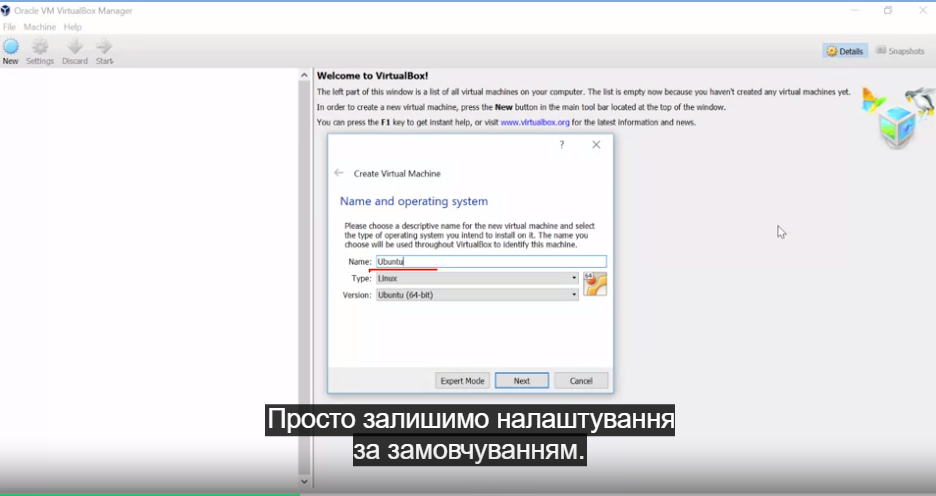 Oracle VM VirtualBox Manager
File Machine Help
New Settings Discard Start
Details Snapshots
Welcome to VirtualBox!
The left part of this window is a list of all virtual machines on your computer. The list is empty now because you haven't created any virtual machines yet.
In order to create a new virtual machine, press the New button in the main tool bar located at the top of the window.
You can press the F1 key to get instant help, or visit www.virtualbox.org for the latest information and news.
?
Create Virtual Machine
Name and operating system
Please choose a descriptive name for the new virtual machine and select
the type of operating system you intend to install on it. The name you
choose will be used throughout VirtualBox to identify this machine.
Name: Ubuntu
Type: Linux
64
Version: Ubuntu (64-bit)
Expert Mode Next Cancel
Просто залишимо налаштування
за замовчуванням.